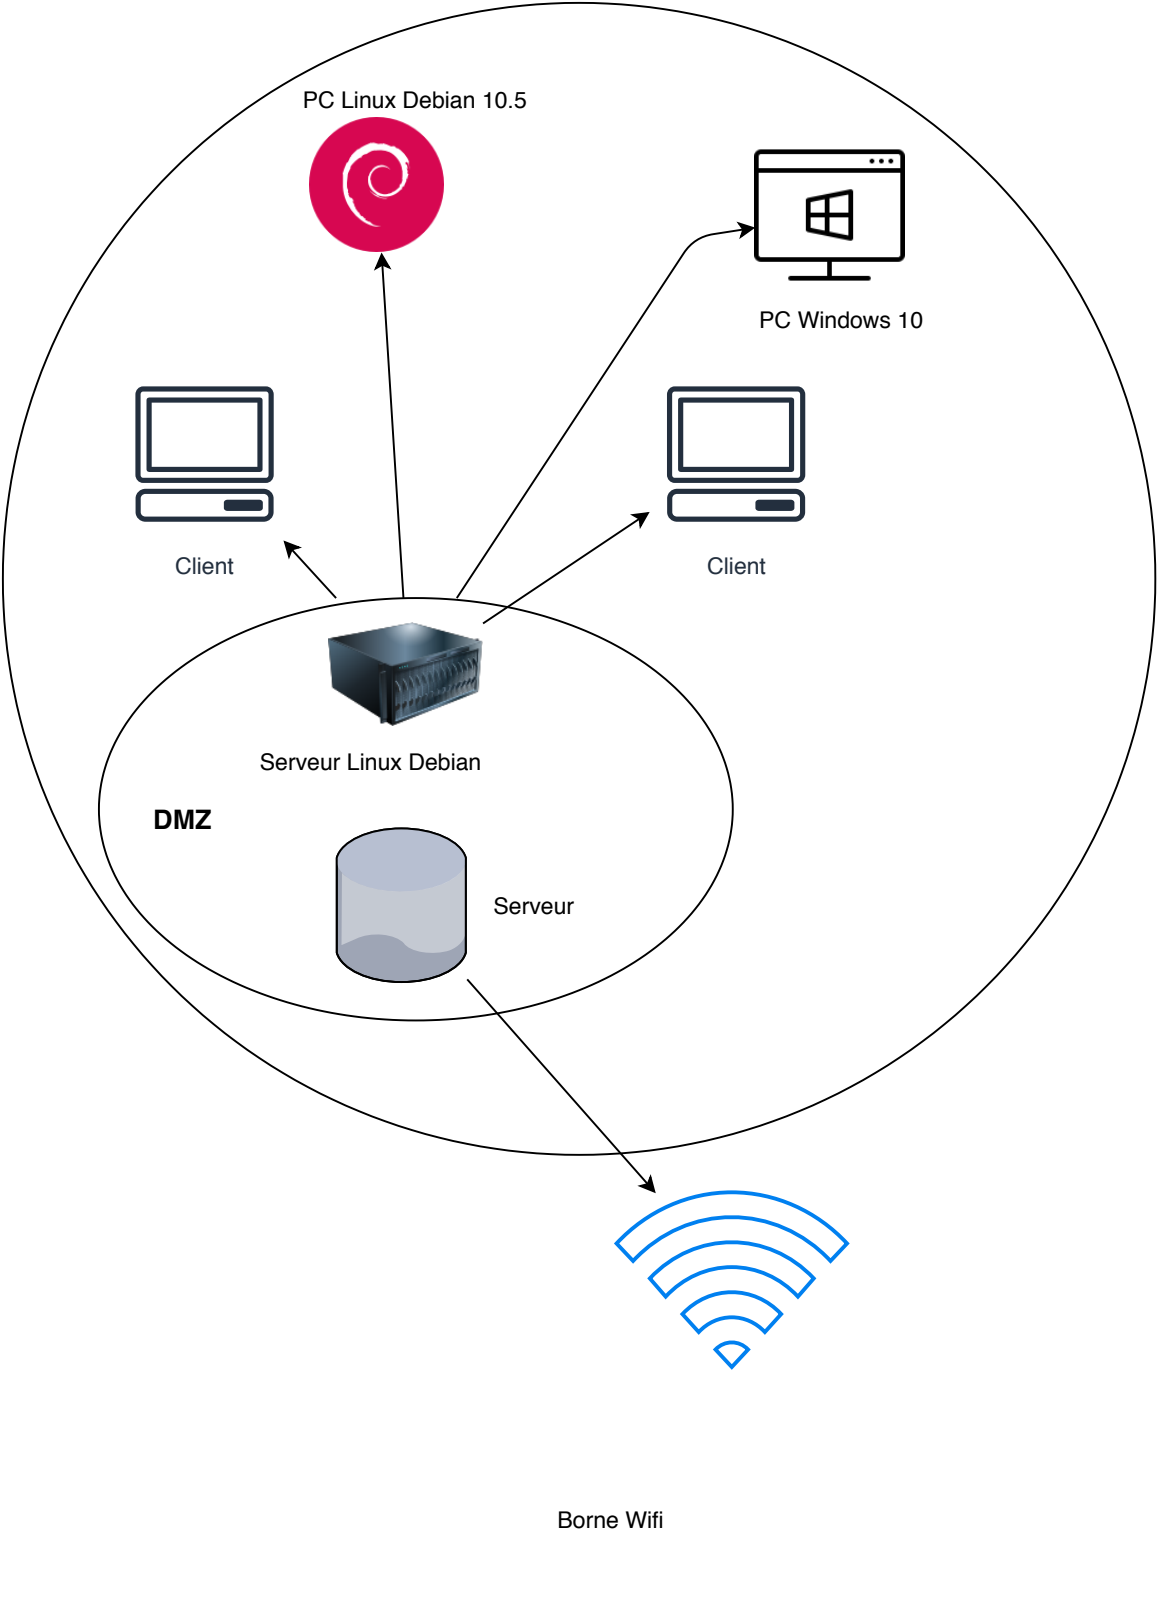 PC Linux Debian 10.5
PC Windows 10
Client
Client
Serveur Linux Debian
DMZ
Serveur
Borne Wifi